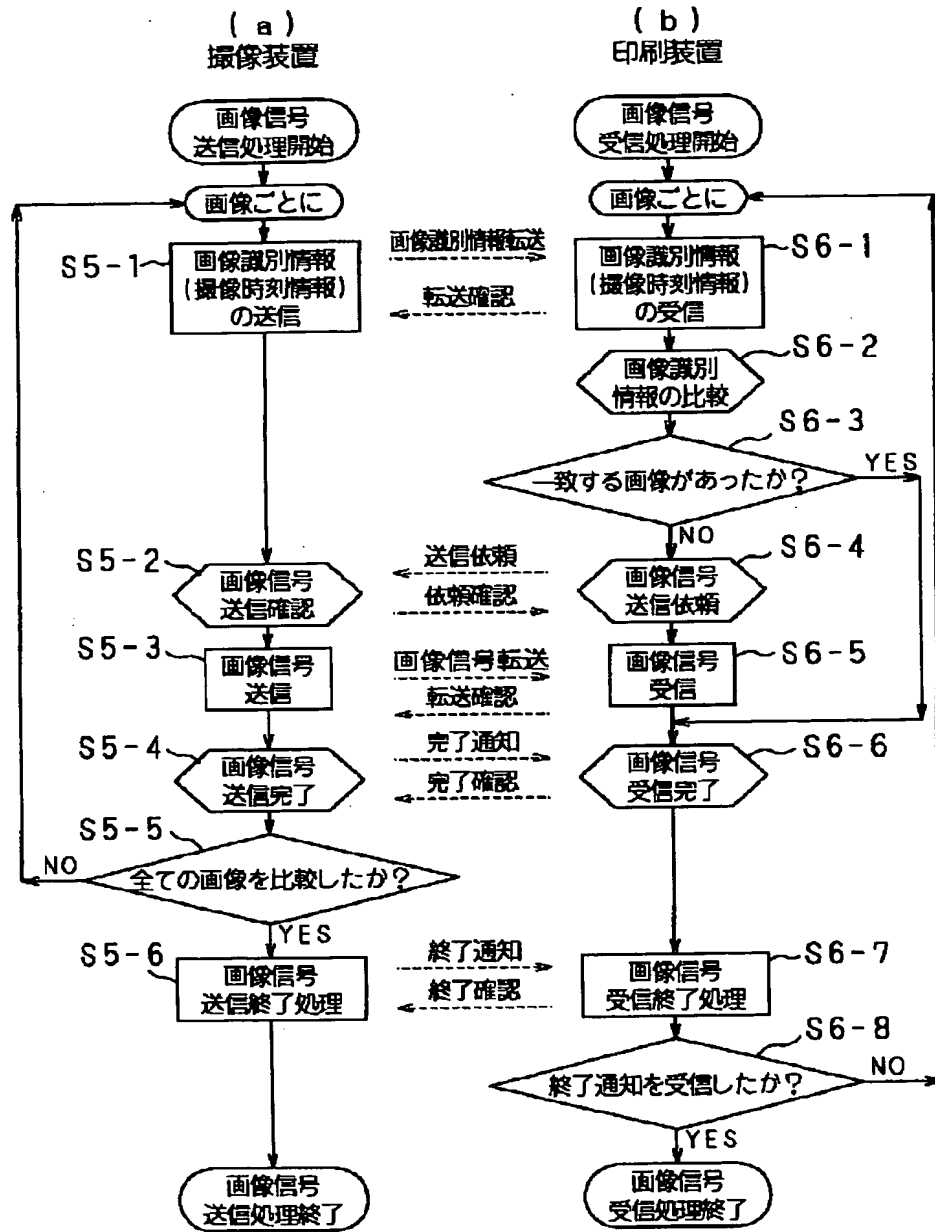 (a)
撮像装置
(b)
印刷装置
画像信号
送信処理開始
画像信号
受信処理開始
画像ごとに
画像ごとに
S5-1
画像識別情報
(撮像時刻情報)
の送信
画像識別情報転送
転送確認
S6-1
画像識別情報
(撮像時刻情報)
の受信
S6-2
画像識別
情報の比較
S6-3
一致する画像があったか?
YES
NO
S5-2
画像信号
送信確認
送信依頼
依頼確認
S6-4
画像信号
送信依頼
S5-3
画像信号
送信
画像信号転送
転送確認
S6-5
画像信号
受信
S5-4
画像信号
送信完了
完了通知
完了確認
S6-6
画像信号
受信完了
S5-5
NO
全ての画像を比較したか?
YES
S5-6
画像信号
送信終了処理
終了通知
終了確認
S6-7
画像信号
受信終了処理
S6-8
終了通知を受信したか?
NO
YES
画像信号
送信処理終了
画像信号
受信処理終了